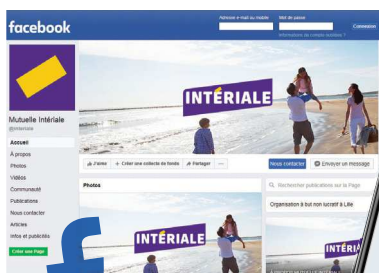 facebook
Adresse e-mail ou mobile
Mot de passe
Connexion
Informations de compte oubliées ?
INTÉRIALE
Mutuelle Intériale
@interiale
Accueil
À propos
Photos
Vidéos
Communauté
Publications
Nous contacter
Articles
Infos et publicités
Créer une Page
J'aime
Créer une collecte de fonds
Partager
Nous contacter
Envoyer un message
Photos
Rechercher publications sur la Page
Organisation à but non lucratif à Lille
INTÉRIALE
INTÉRIALE